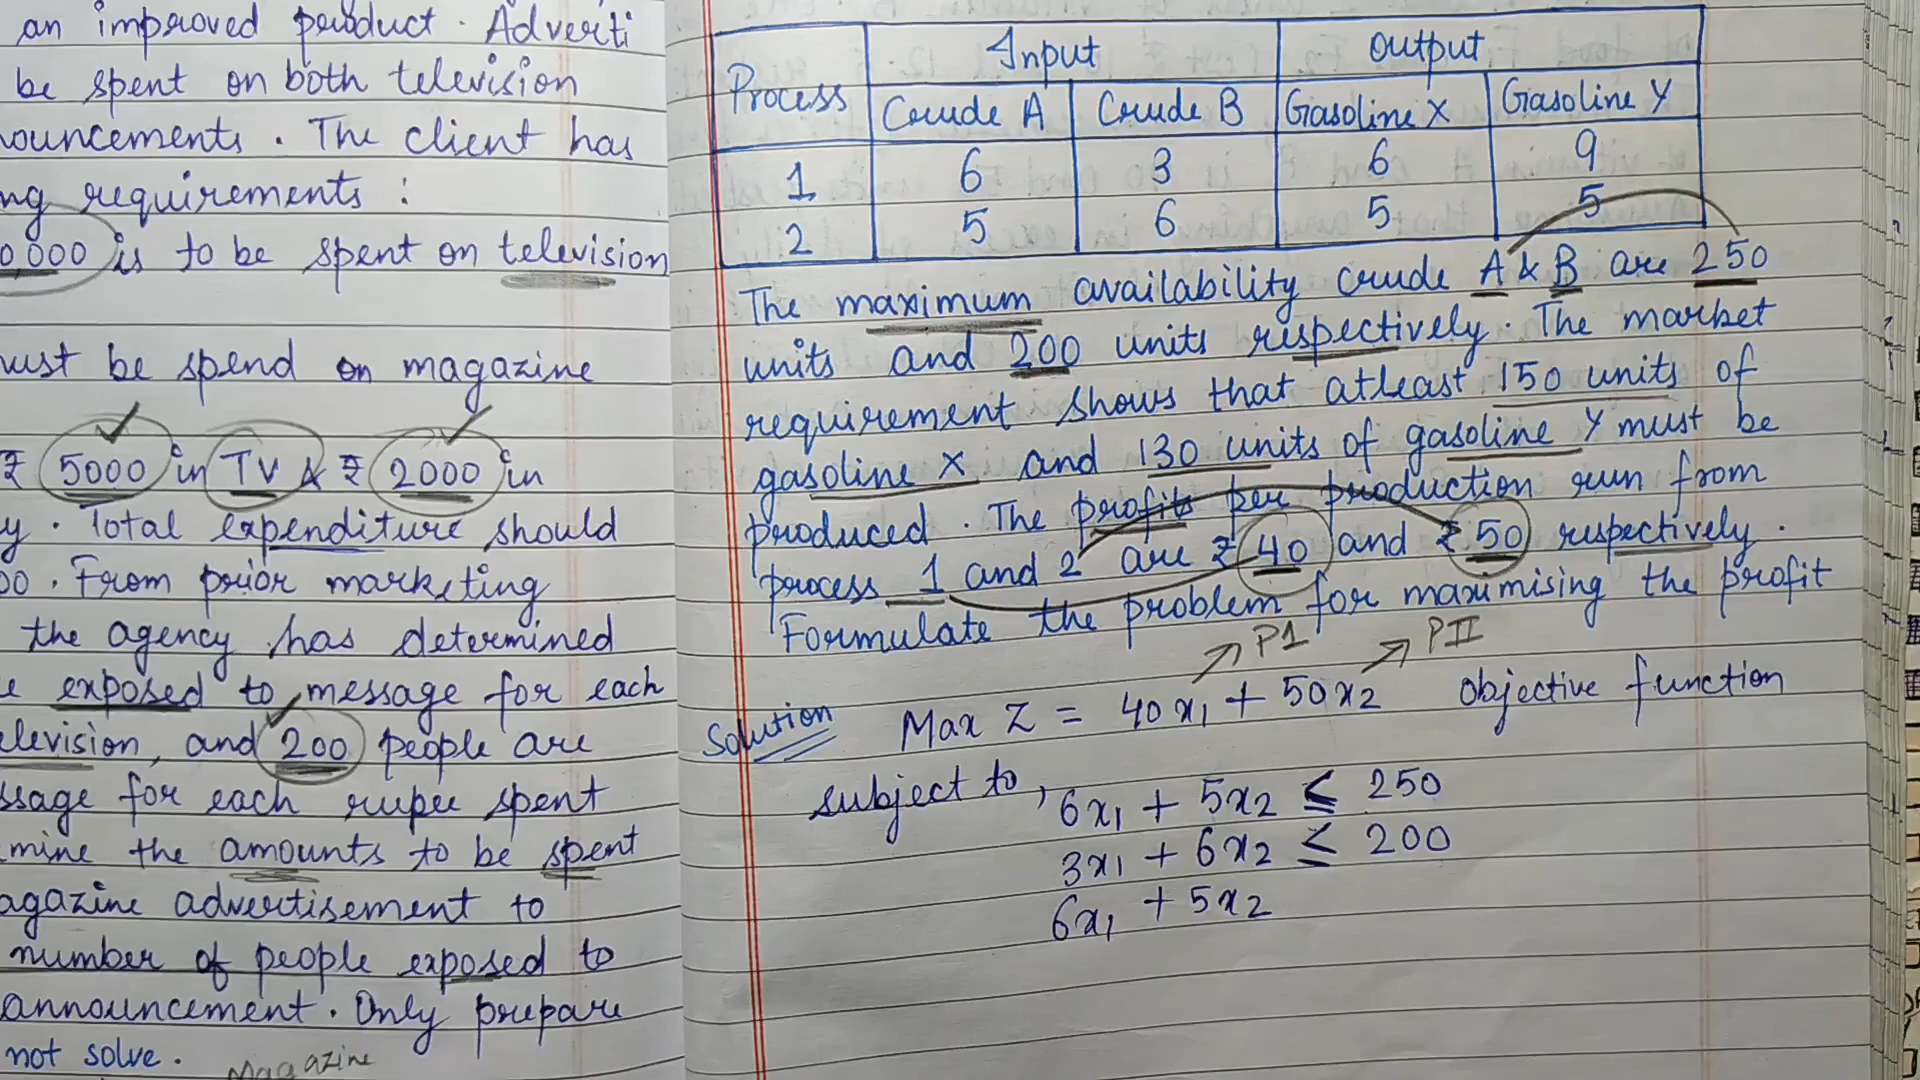 an improved product. Adverti
be spent on both television
ouncements. The client has
ng requirements :
0,000 is to be spent on television
ust be spend on magazine
₹ 5000 in TV & ₹ 2000 in
y. Total expenditure should
00. From prior marketing
the agency has determined
e exposed to message for each
elevision, and 200 people are
ssage for each rupee spent
mine the amounts to be spent
agazine advertisement to
number of people exposed to
announcement. Only prepare
not solve.
Magazine
Process Input Output
Crude A Crude B Gasoline X Gasoline Y
1 6 3 6 9
2 5 6 5 5
The maximum availability crude A & B are 250
units and 200 units respectively. The market
requirement shows that atleast 150 units of
gasoline X and 130 units of gasoline Y must be
produced. The profits per production run from
process 1 and 2 are ₹ 40 and ₹ 50 respectively.
Formulate the problem for maximising the profit
P1 PII
Solution Max Z = 40x1 + 50x2 Objective function
subject to, 6x1 + 5x2 ≤ 250
3x1 + 6x2 ≤ 200
6x1 + 5x2